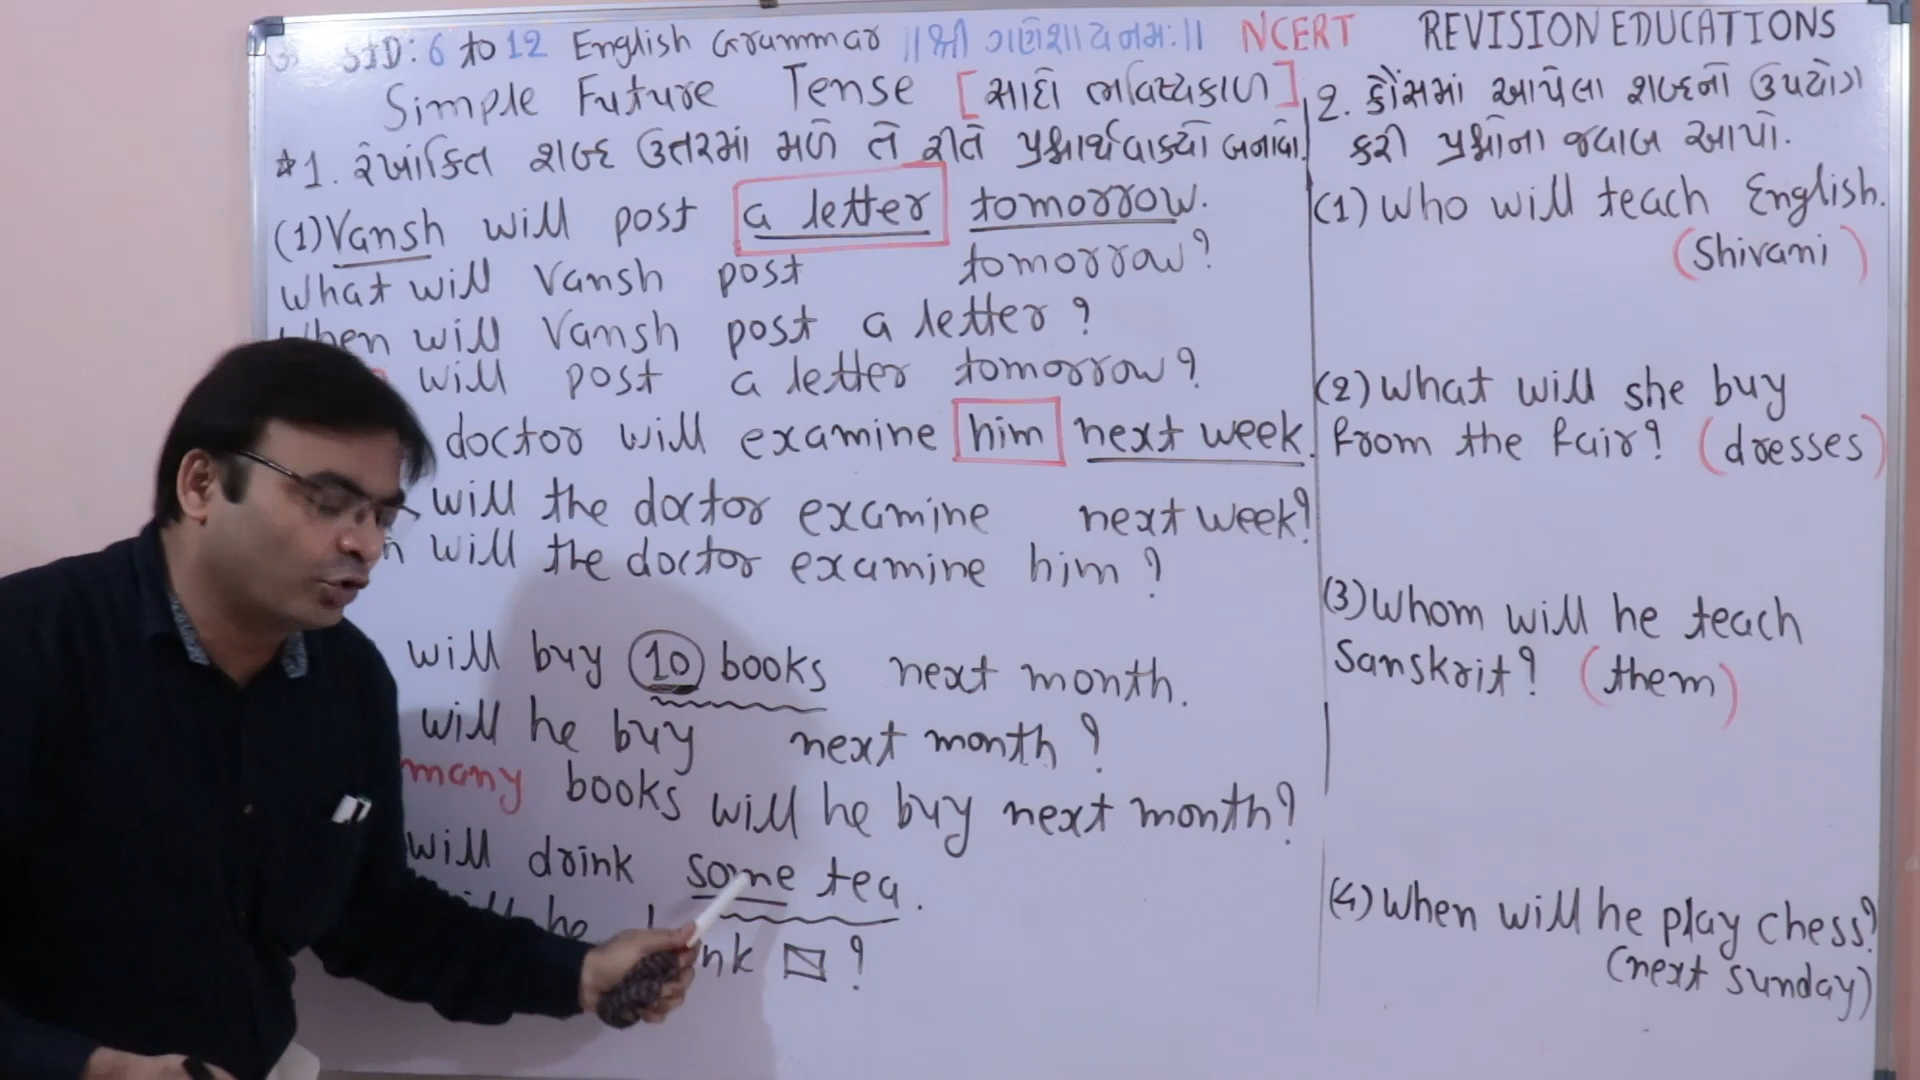 STD: 6 to 12 English Grammar ॥ श्री ગણેશાય નમઃ॥ NCERT REVISION EDUCATIONS
Simple Future Tense [સાદો ભવિષ્યકાળ]
*1. રેખાંકિત શબ્દ ઉત્તરમાં મળે તે રીતે પ્રશ્નાર્થવાક્યો બનાવો.
(1) Vansh will post a letter tomorrow.
What will Vansh post tomorrow?
When will Vansh post a letter?
will post a letter tomorrow?
doctor will examine him next week.
will the doctor examine next week?
will the doctor examine him?
will buy 10 books next month.
will he buy next month?
many books will he buy next month?
will drink some tea.
he ?
2. કૌંસમાં આપેલા શબ્દનો ઉપયોગ
કરી પ્રશ્નોના જવાબ આપો.
(1) Who will teach English.
(Shivani)
(2) What will she buy
from the fair? (dresses)
(3) Whom will he teach
Sanskrit? (them)
(4) When will he play chess?
(next sunday)